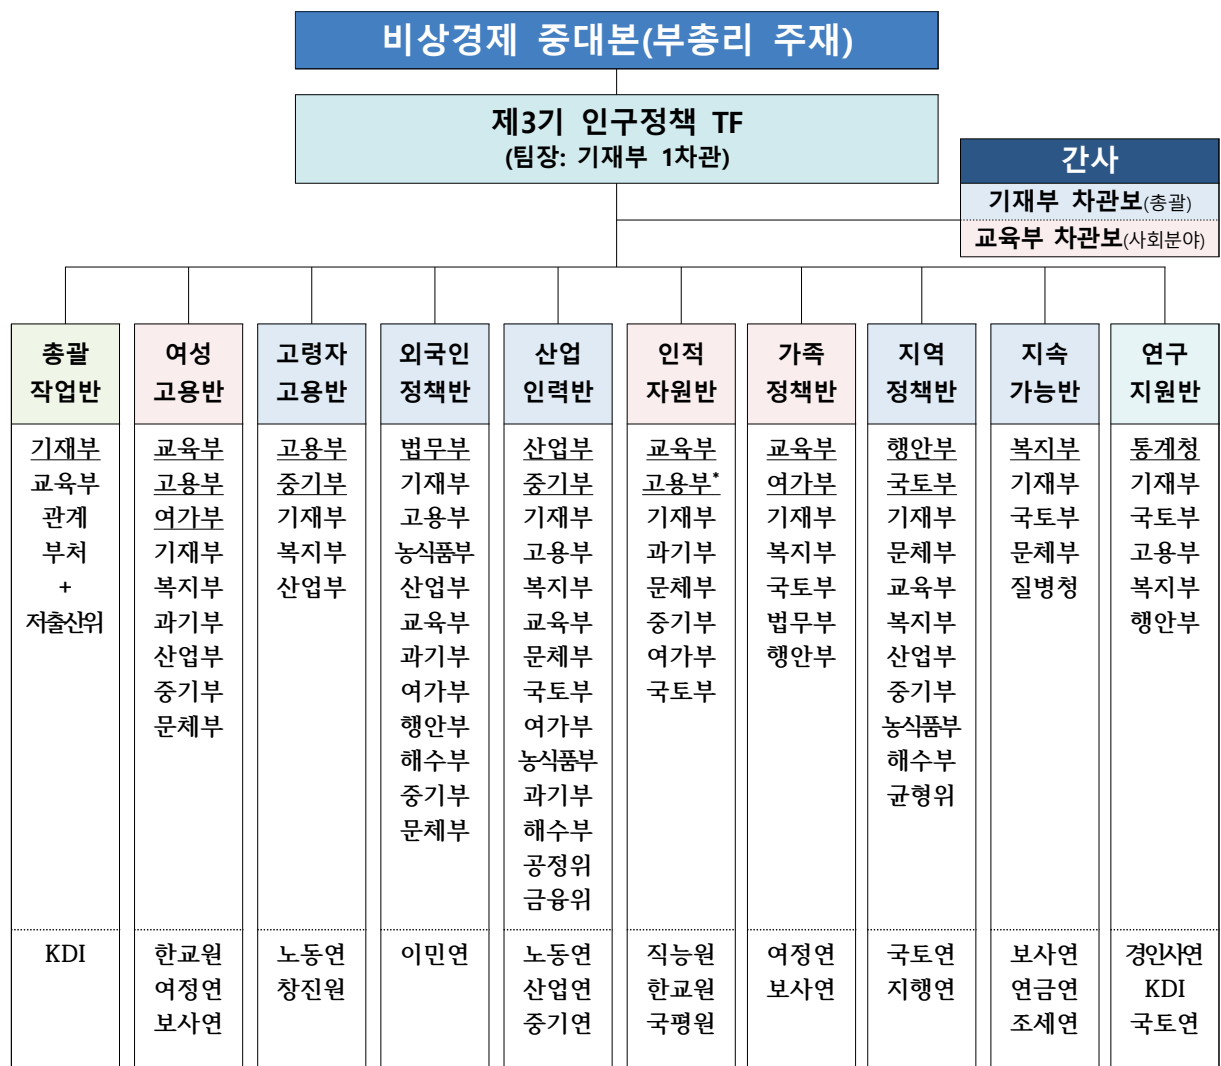 비상경제 중대본(부총리 주재)
제3기 인구정책 TF
(팀장: 기재부 1차관)
간사
기재부 차관보(총괄)
교육부 차관보(사회분야)
총괄
작업반
기재부
교육부
관계
부처
+
저출산위
KDI
여성
고용반
교육부
고용부
여가부
기재부
복지부
과기부
산업부
중기부
문체부
한교원
여정연
보사연
고령자
고용반
고용부
중기부
기재부
복지부
산업부
노동연
창진원
외국인
정책반
법무부
기재부
고용부
농식품부
산업부
교육부
과기부
여가부
행안부
해수부
중기부
문체부
이민연
산업
인력반
산업부
중기부
기재부
고용부
복지부
교육부
문체부
국토부
여가부
농식품부
과기부
해수부
공정위
금융위
노동연
산업연
중기연
인적
자원반
교육부
고용부*
기재부
과기부
문체부
중기부
여가부
국토부
직능원
한교원
국평원
가족
정책반
교육부
여가부
기재부
복지부
국토부
법무부
행안부
여정연
보사연
지역
정책반
행안부
국토부
기재부
문체부
교육부
복지부
산업부
중기부
농식품부
해수부
균형위
국토연
지행연
지속
가능반
복지부
기재부
국토부
문체부
질병청
보사연
연금연
조세연
연구
지원반
통계청
기재부
국토부
고용부
복지부
행안부
경인사연
KDI
국토연